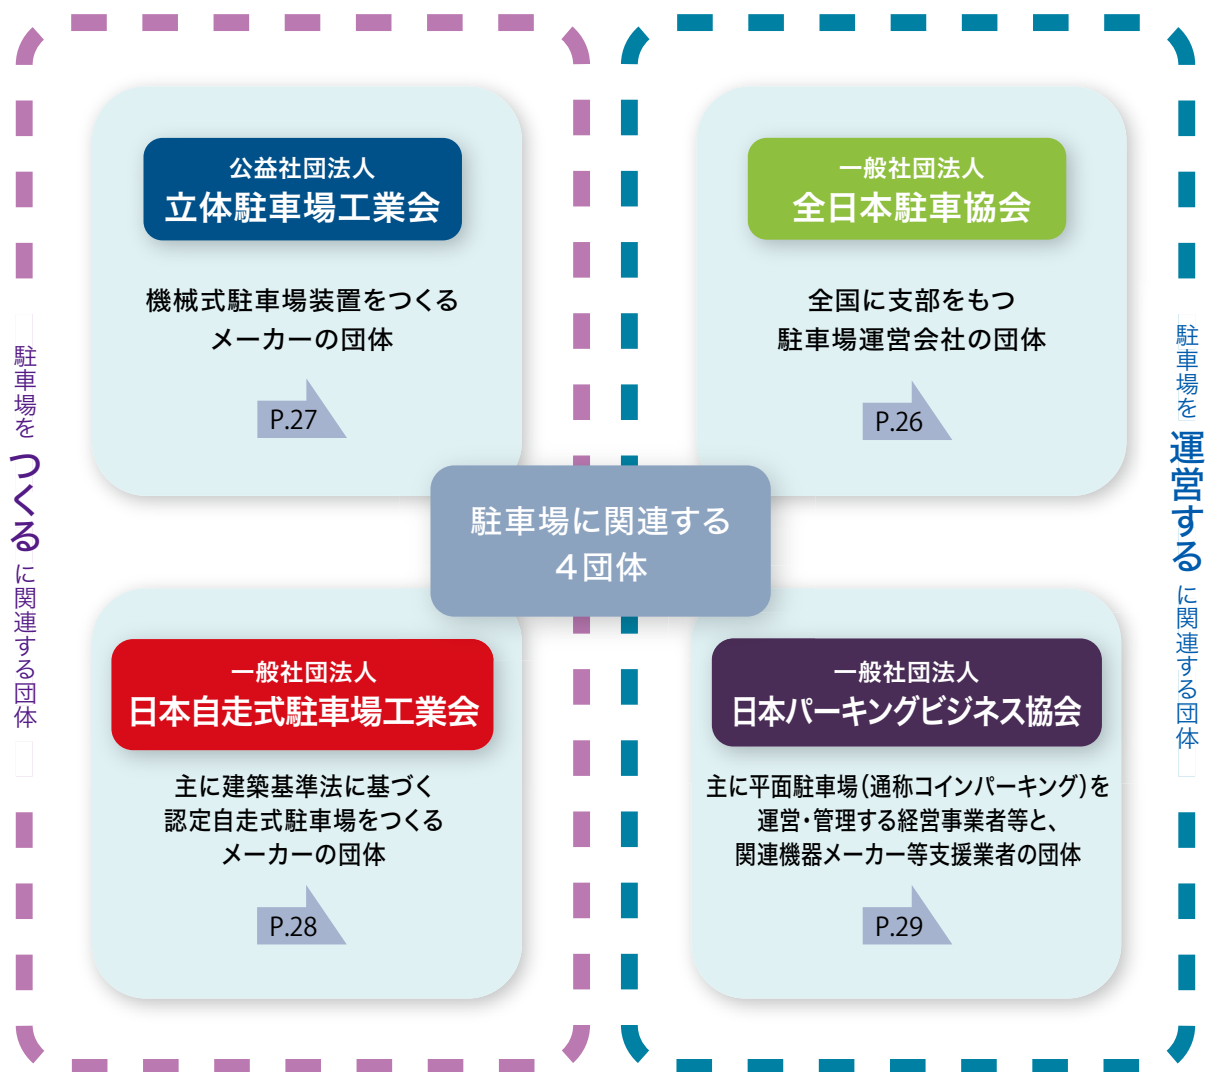 駐車場を つくる に関連する団体
公益社団法人
立体駐車場工業会
機械式駐車場装置をつくる
メーカーの団体
P.27
一般社団法人
全日本駐車協会
全国に支部をもつ
駐車場運営会社の団体
P.26
駐車場に関連する
4団体
一般社団法人
日本自走式駐車場工業会
主に建築基準法に基づく
認定自走式駐車場をつくる
メーカーの団体
P.28
一般社団法人
日本パーキングビジネス協会
主に平面駐車場(通称コインパーキング)を
運営・管理する経営事業者等と、
関連機器メーカー等支援業者の団体
P.29
駐車場を 運営する に関連する団体